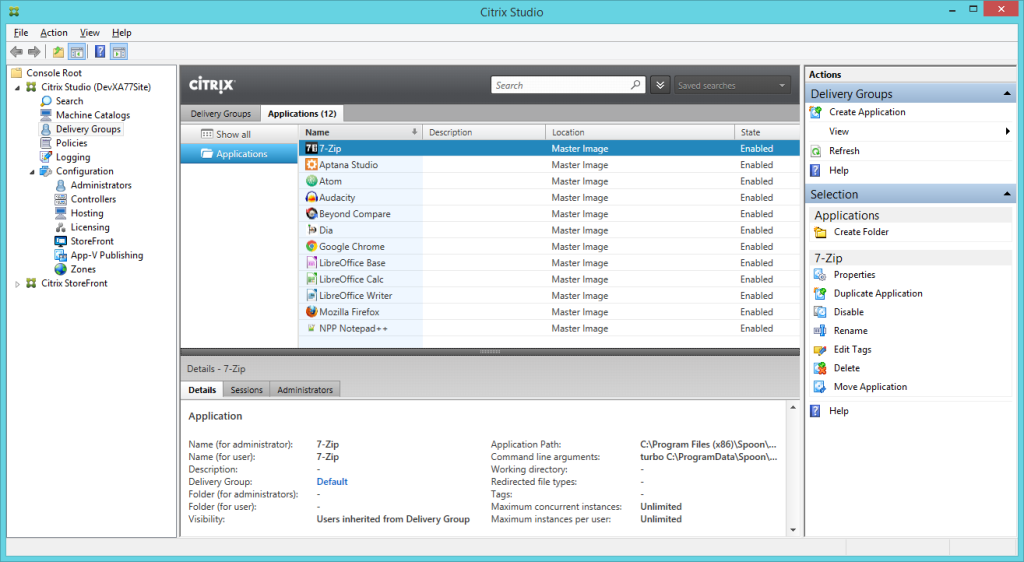 Citrix Studio
File Action View Help
Console Root
Citrix Studio (DevXA77Site)
Search
Machine Catalogs
Delivery Groups
Policies
Logging
Configuration
Administrators
Controllers
Hosting
Licensing
StoreFront
App-V Publishing
Zones
Citrix StoreFront
CITRIX
Search
Saved searches
Delivery Groups Applications (12)
Show all
Applications
Name Description Location State
7-Zip Master Image Enabled
Aptana Studio Master Image Enabled
Atom Master Image Enabled
Audacity Master Image Enabled
Beyond Compare Master Image Enabled
Dia Master Image Enabled
Google Chrome Master Image Enabled
LibreOffice Base Master Image Enabled
LibreOffice Calc Master Image Enabled
LibreOffice Writer Master Image Enabled
Mozilla Firefox Master Image Enabled
NPP Notepad++ Master Image Enabled
Details - 7-Zip
Details Sessions Administrators
Application
Name (for administrator): 7-Zip
Name (for user): 7-Zip
Description: -
Delivery Group: Default
Folder (for administrators): -
Folder (for user): -
Visibility: Users inherited from Delivery Group
Application Path: C:\Program Files (x86)\Spoon\...
Command line arguments: turbo C:\ProgramData\Spoon\...
Working directory: -
Redirected file types: -
Tags: -
Maximum concurrent instances: Unlimited
Maximum instances per user: Unlimited
Actions
Delivery Groups
Create Application
View
Refresh
Help
Selection
Applications
Create Folder
7-Zip
Properties
Duplicate Application
Disable
Rename
Edit Tags
Delete
Move Application
Help